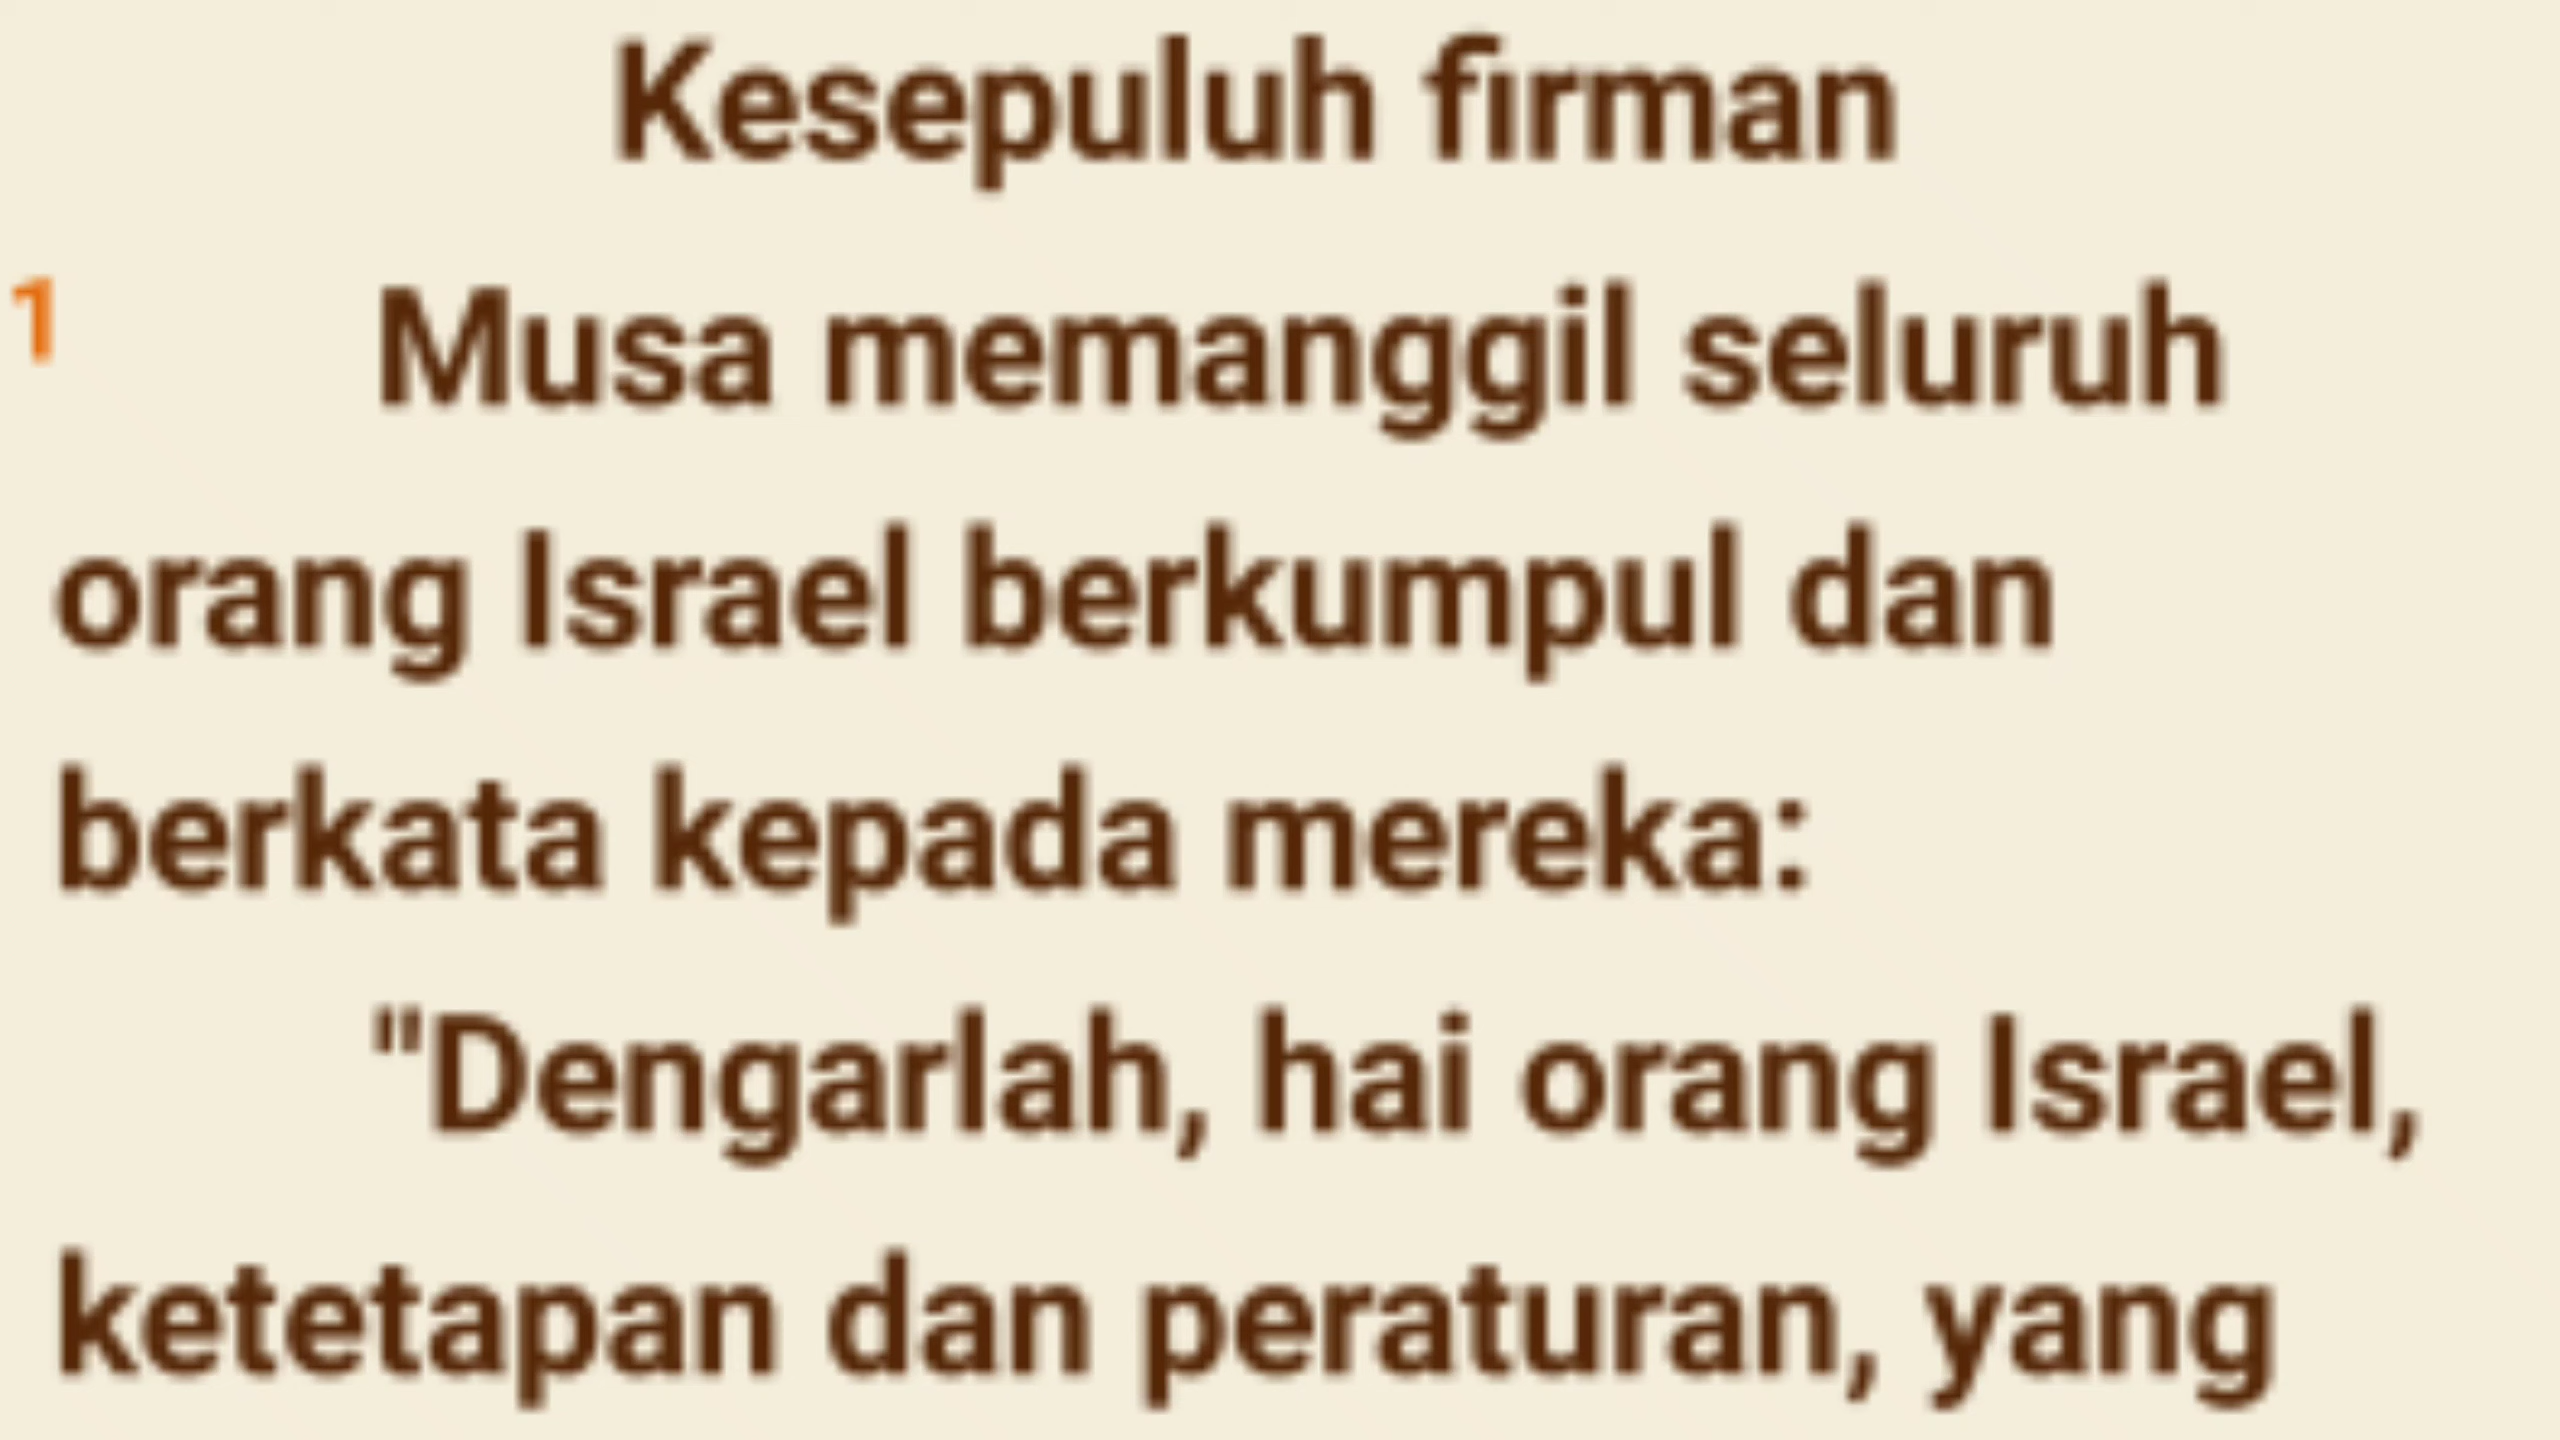 Kesepuluh firman
1 Musa memanggil seluruh
orang Israel berkumpul dan
berkata kepada mereka:
"Dengarlah, hai orang Israel,
ketetapan dan peraturan, yang